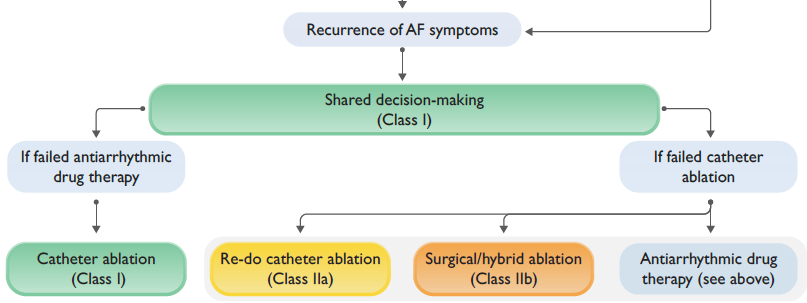 Recurrence of AF symptoms
Shared decision-making
(Class I)
If failed antiarrhythmic
drug therapy
If failed catheter
ablation
Catheter ablation
(Class I)
Re-do catheter ablation
(Class IIa)
Surgical/hybrid ablation
(Class IIb)
Antiarrhythmic drug
therapy (see above)